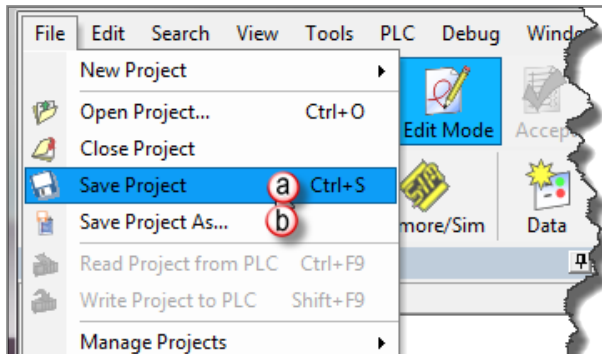 File Edit Search View Tools PLC Debug Windo
New Project
Open Project... Ctrl+O
Edit Mode Accep
Close Project
Save Project a Ctrl+S
Save Project As... b more/Sim Data
Read Project from PLC Ctrl+F9
Write Project to PLC Shift+F9
Manage Projects